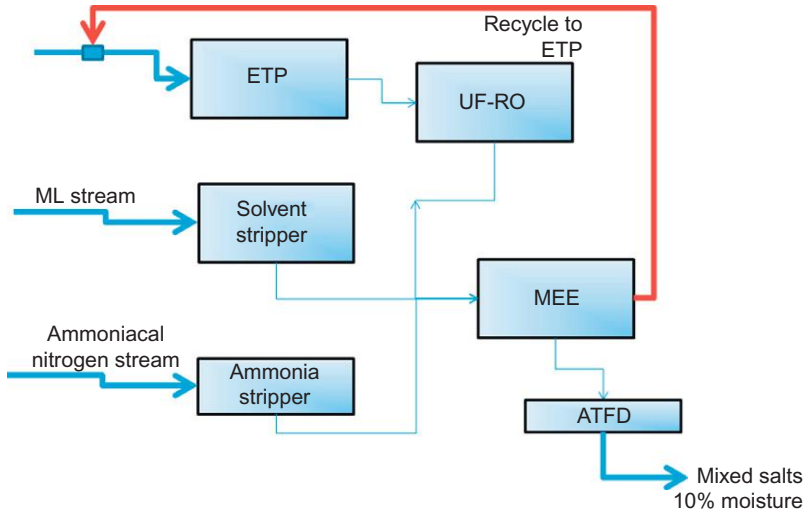 Recycle to
ETP
ETP
UF-RO
ML stream
Solvent
stripper
MEE
Ammoniacal
nitrogen stream
Ammonia
stripper
ATFD
Mixed salts
10% moisture